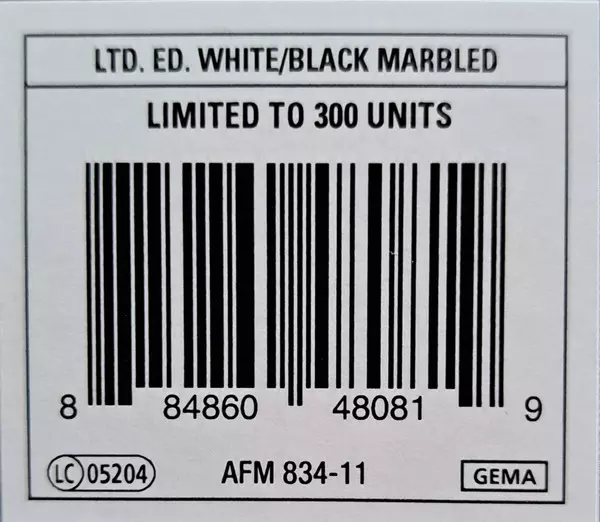 LTD. ED. WHITE/BLACK MARBLED
LIMITED TO 300 UNITS
8 84860 48081 9
LC 05204 AFM 834-11 GEMA